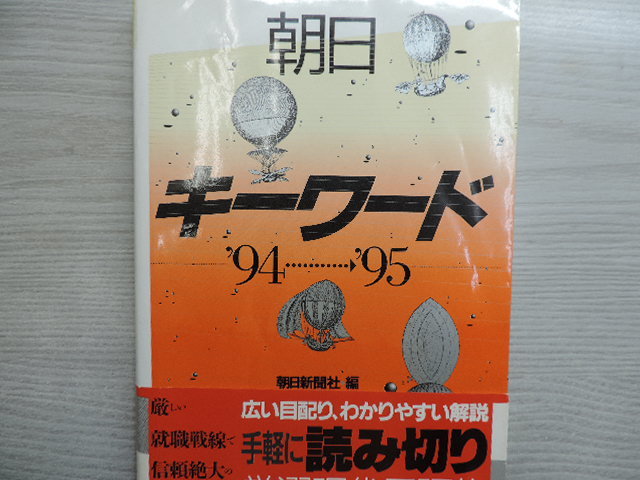 朝日
キーワード
'94………→'95
朝日新聞社 編
厳しい
就職戦線で
信頼絶大の
広い目配り、わかりやすい解説
手軽に読み切り